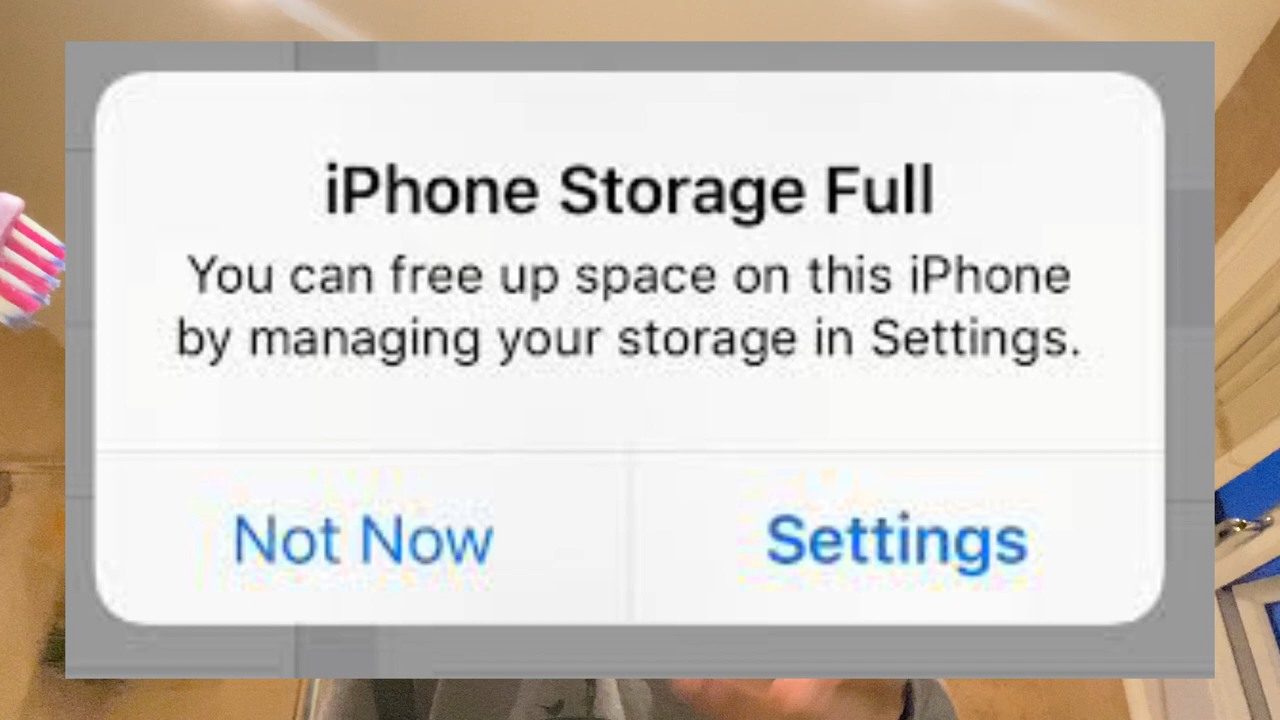 iPhone Storage Full
You can free up space on this iPhone
by managing your storage in Settings.
Not Now
Settings